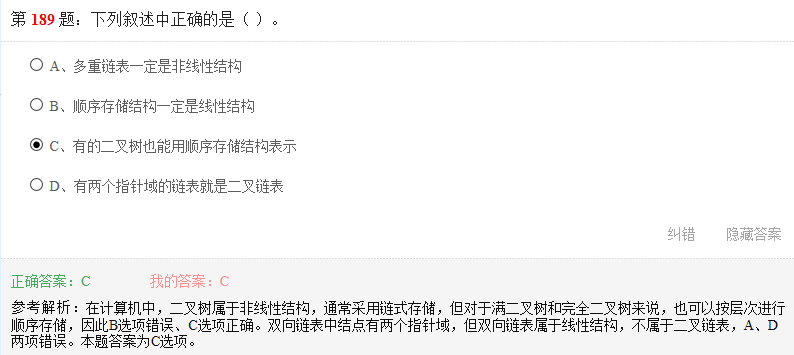 第 189 题：下列叙述中正确的是（ ）。
A、多重链表一定是非线性结构
B、顺序存储结构一定是线性结构
C、有的二叉树也能用顺序存储结构表示
D、有两个指针域的链表就是二叉链表
纠错 隐藏答案
正确答案：C 我的答案：C
参考解析：在计算机中，二叉树属于非线性结构，通常采用链式存储，但对于满二叉树和完全二叉树来说，也可以按层次进行
顺序存储，因此B选项错误、C选项正确。双向链表中结点有两个指针域，但双向链表属于线性结构，不属于二叉链表，A、D
两项错误。本题答案为C选项。